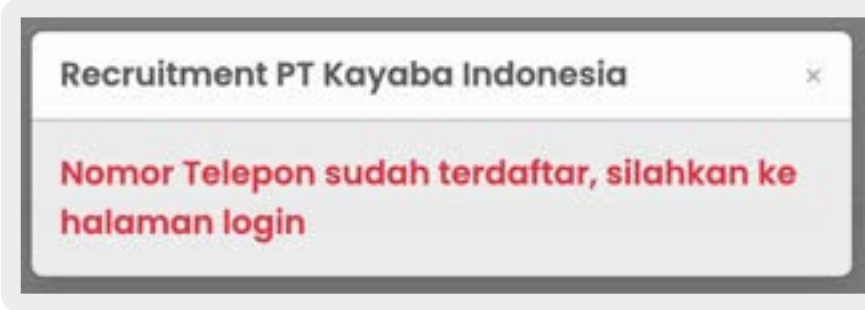 Recruitment PT Kayaba Indonesia ×
Nomor Telepon sudah terdaftar, silahkan ke
halaman login